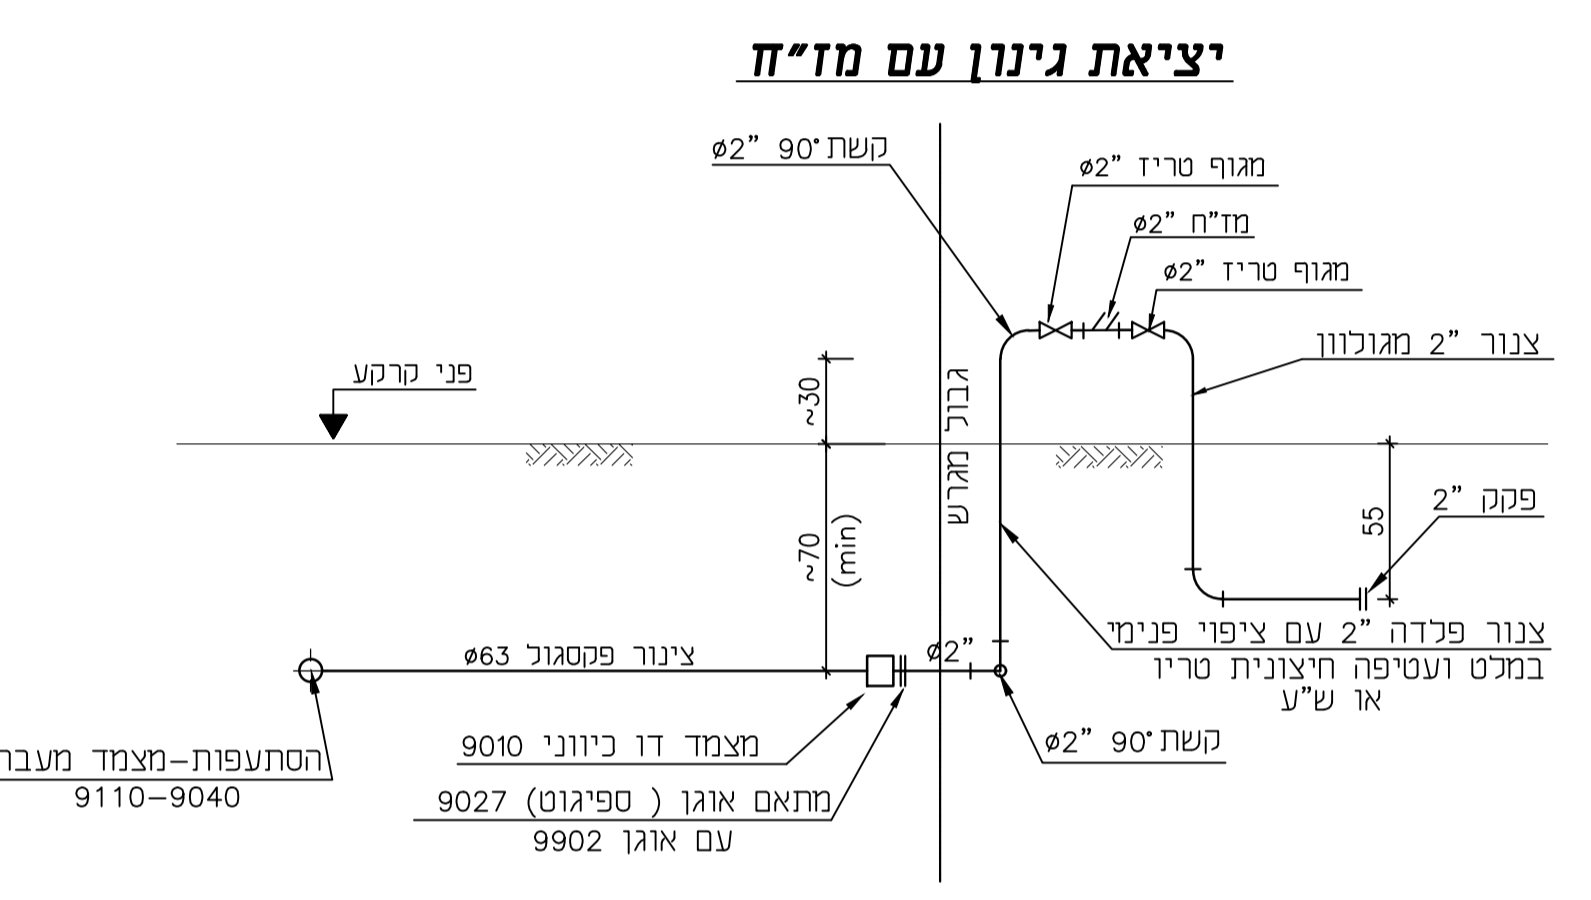 יציאת גינון עם מז״ח
קשת 90° ø2”
מגוף טריז ø2”
מז”ח ø2”
מגוף טריז ø2”
צנור 2” מגולוון
פני קרקע
~30
גבול מגרש
~70
(min)
55
פקק 2”
צנור פלדה 2” עם ציפוי פנימי
במלט ועטיפה חיצונית טריו
או ש”ע
צינור פקסגול ø63
ø2”
קשת 90° ø2”
מצמד דו כיווני 9010
מתאם אוגן ( ספיגוט) 9027
עם אוגן 9902
הסתעפות-מצמד מעבר
9110-9040